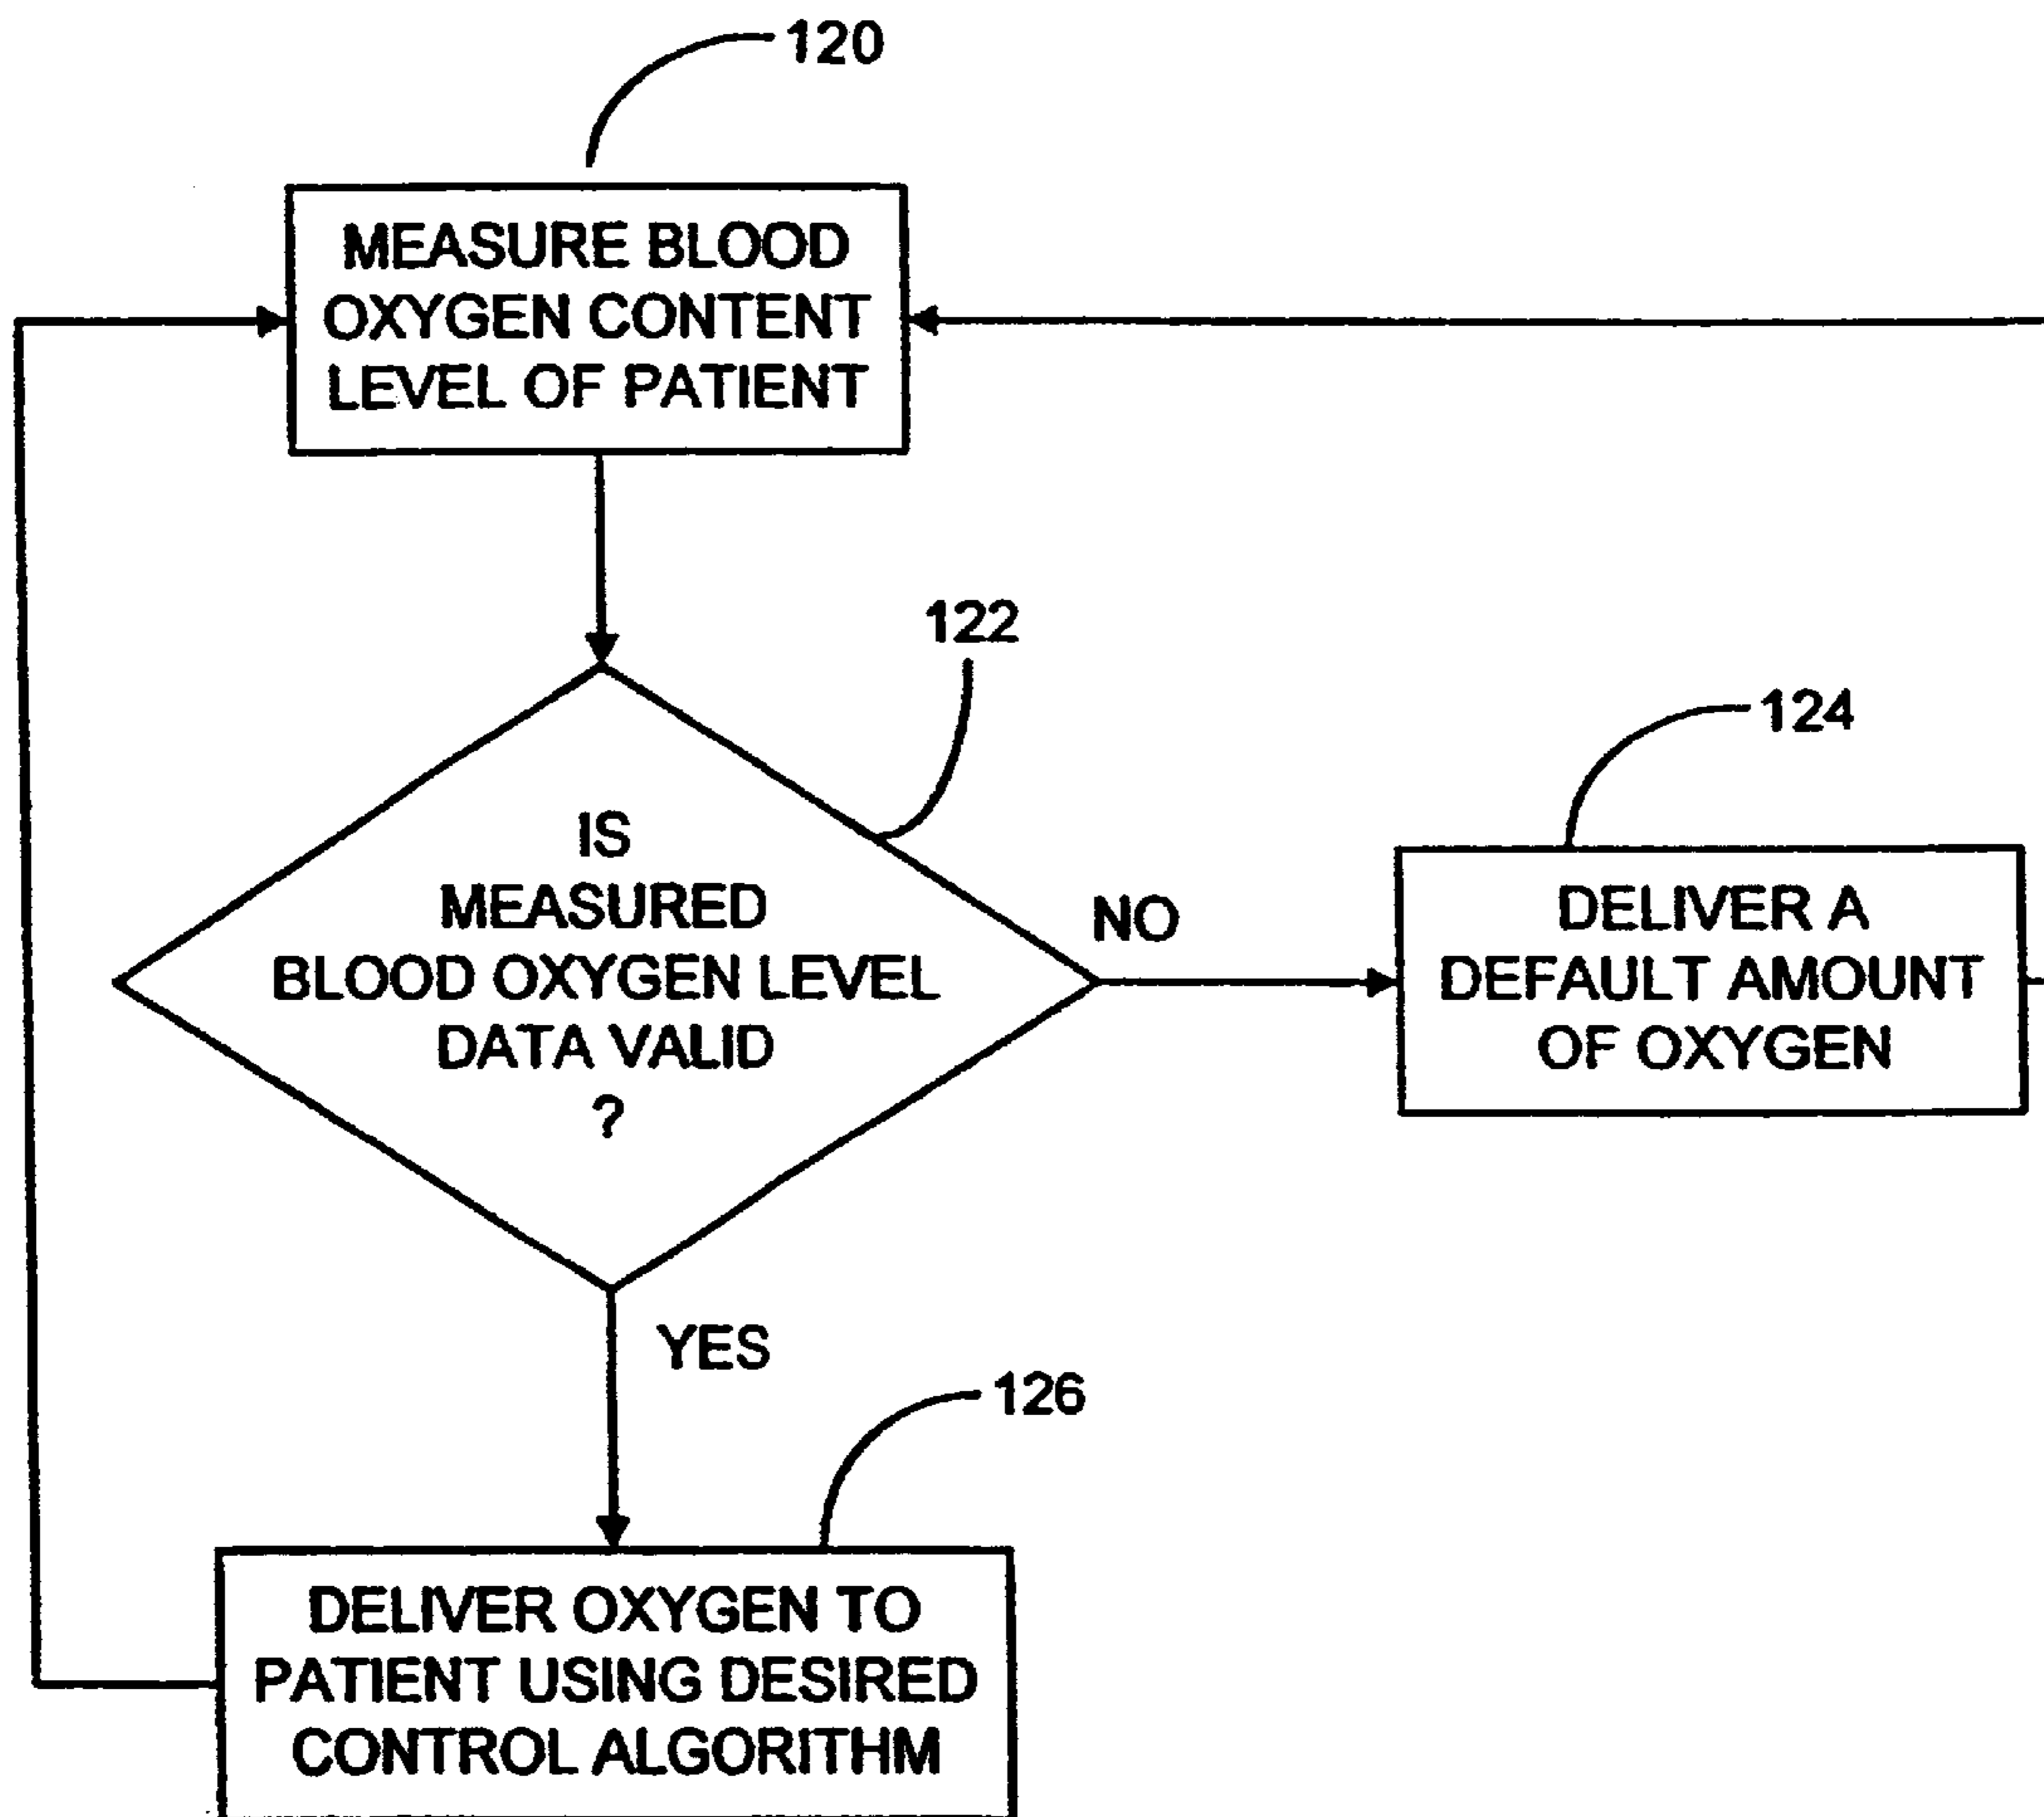 120
MEASURE BLOOD
OXYGEN CONTENT
LEVEL OF PATIENT
122
IS
MEASURED
BLOOD OXYGEN LEVEL
DATA VALID
?
NO
124
DELIVER A
DEFAULT AMOUNT
OF OXYGEN
YES
126
DELIVER OXYGEN TO
PATIENT USING DESIRED
CONTROL ALGORITHM